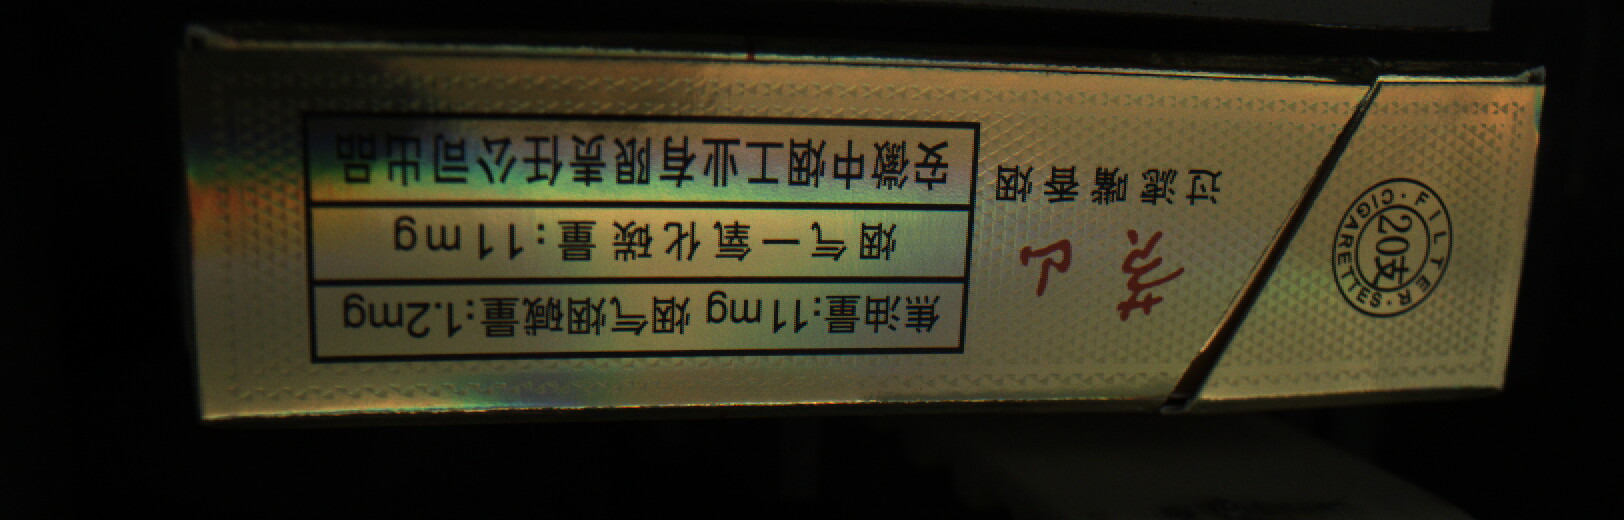 FILTER · CIGARETTES ·
20支
黄山
过滤嘴香烟
焦油量:11mg 烟气烟碱量:1.2mg
烟气一氧化碳量:11mg
安徽中烟工业有限责任公司出品